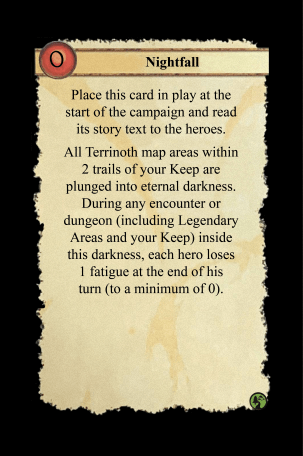 0
Nightfall
Place this card in play at the
start of the campaign and read
its story text to the heroes.
All Terrinoth map areas within
2 trails of your Keep are
plunged into eternal darkness.
During any encounter or
dungeon (including Legendary
Areas and your Keep) inside
this darkness, each hero loses
1 fatigue at the end of his
turn (to a minimum of 0).